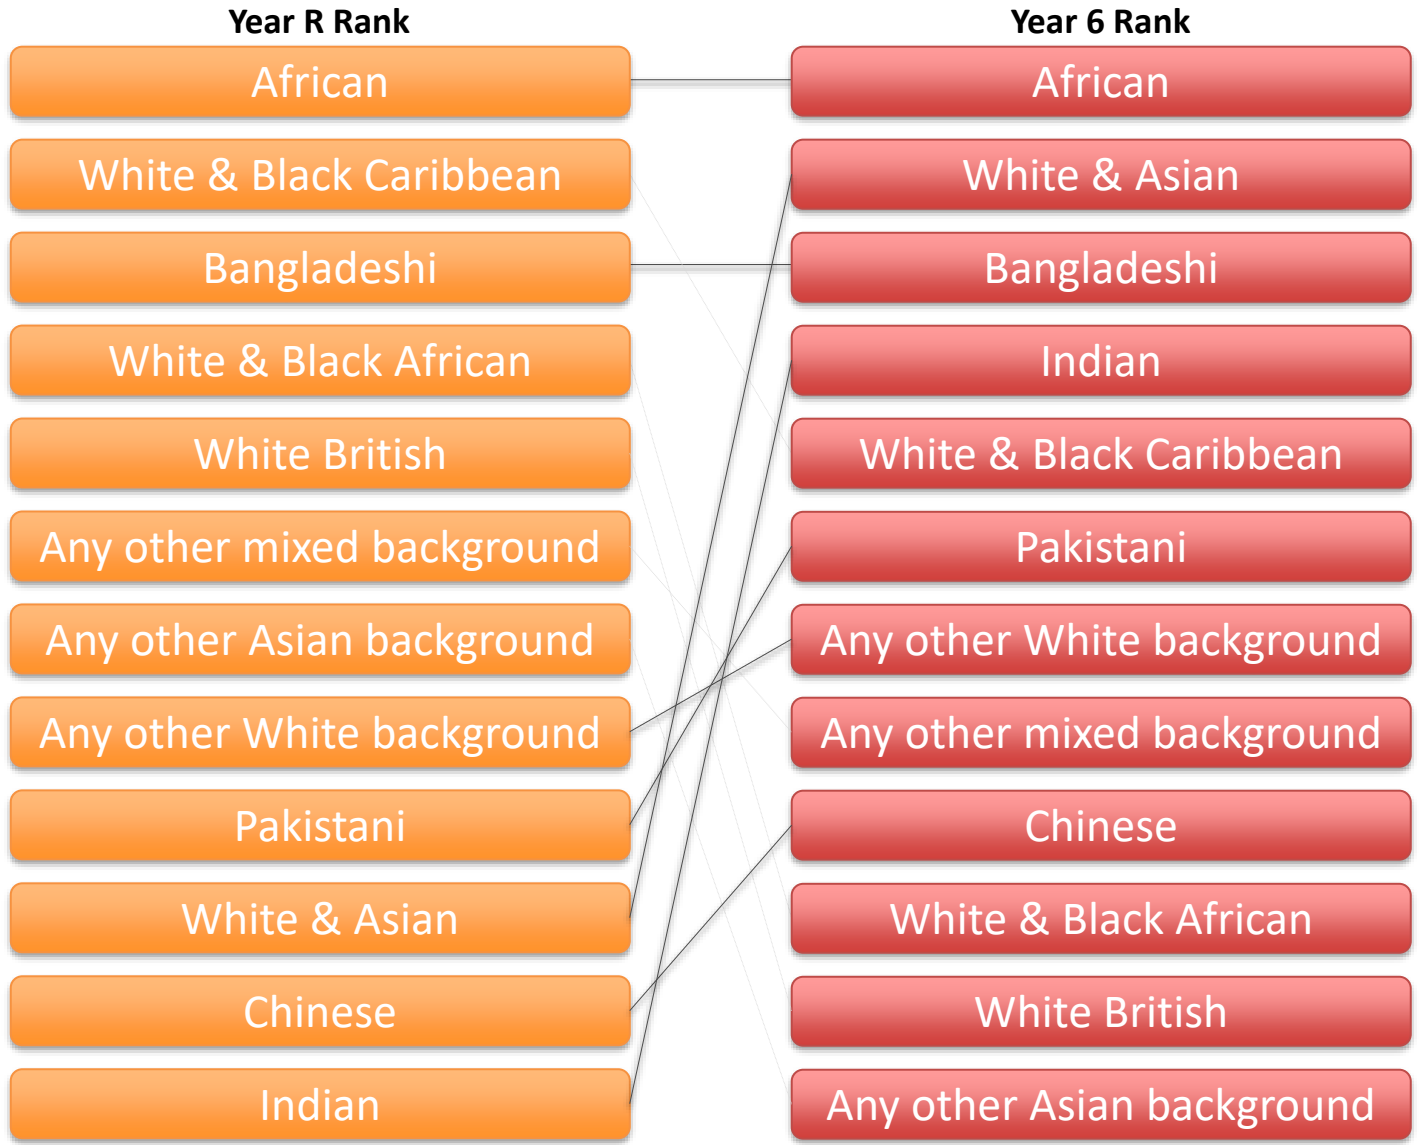 Year R Rank
Year 6 Rank
African
African
White & Black Caribbean
White & Asian
Bangladeshi
Bangladeshi
White & Black African
Indian
White British
White & Black Caribbean
Any other mixed background
Pakistani
Any other Asian background
Any other White background
Any other White background
Any other mixed background
Pakistani
Chinese
White & Asian
White & Black African
Chinese
White British
Indian
Any other Asian background